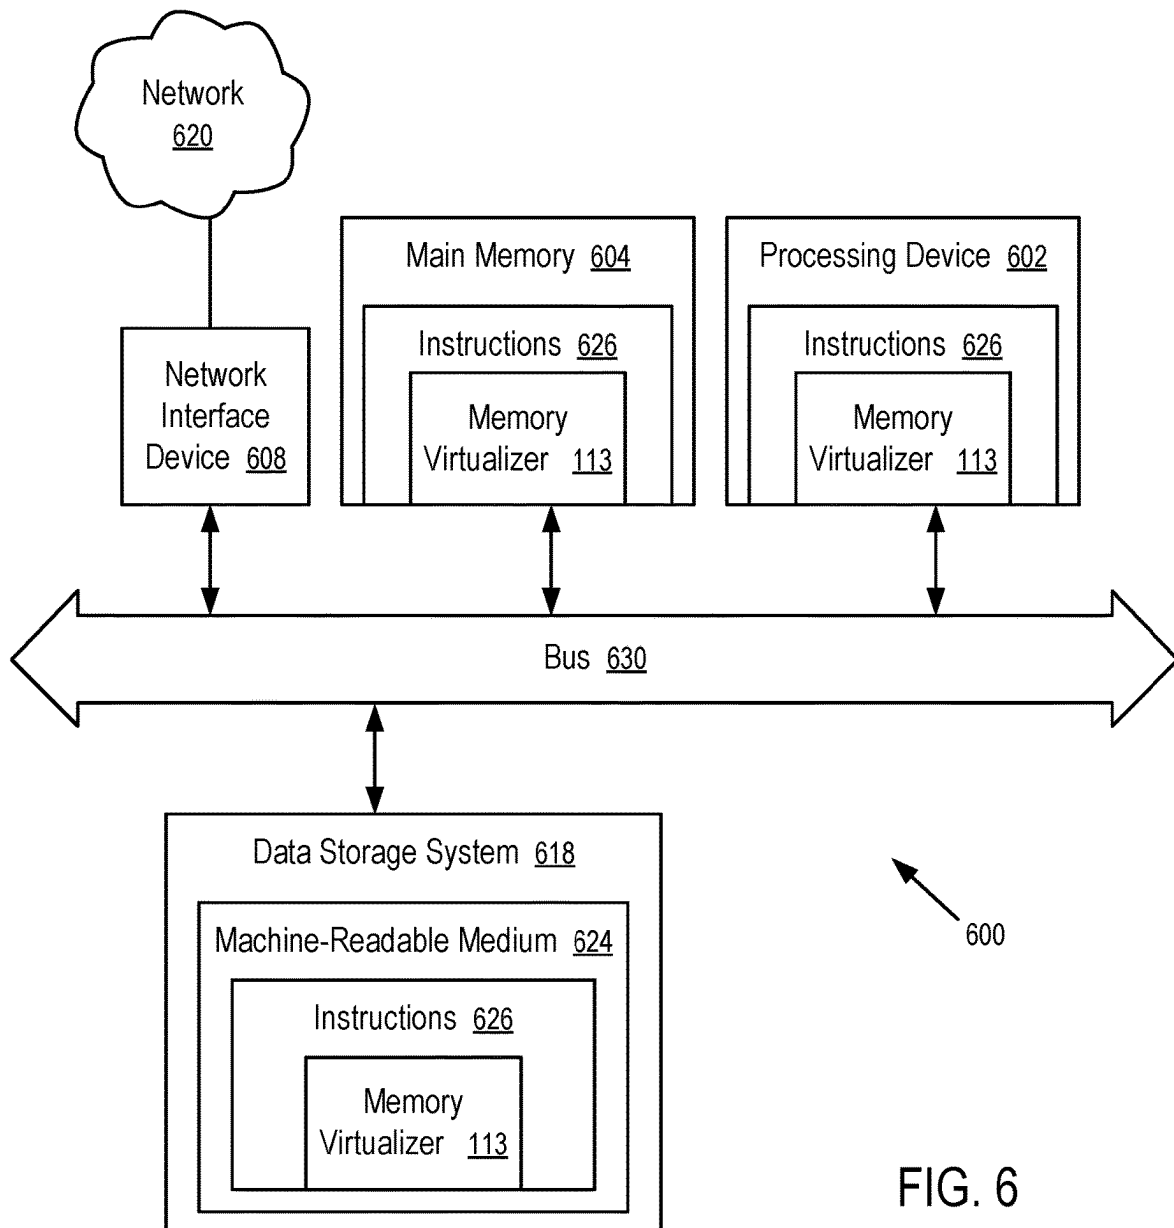 Network
620
Main Memory 604
Processing Device 602
Instructions 626
Instructions 626
Network
Interface
Device 608
Memory
Virtualizer 113
Memory
Virtualizer 113
Bus 630
Data Storage System 618
Machine-Readable Medium 624
600
Instructions 626
Memory
Virtualizer 113
FIG. 6